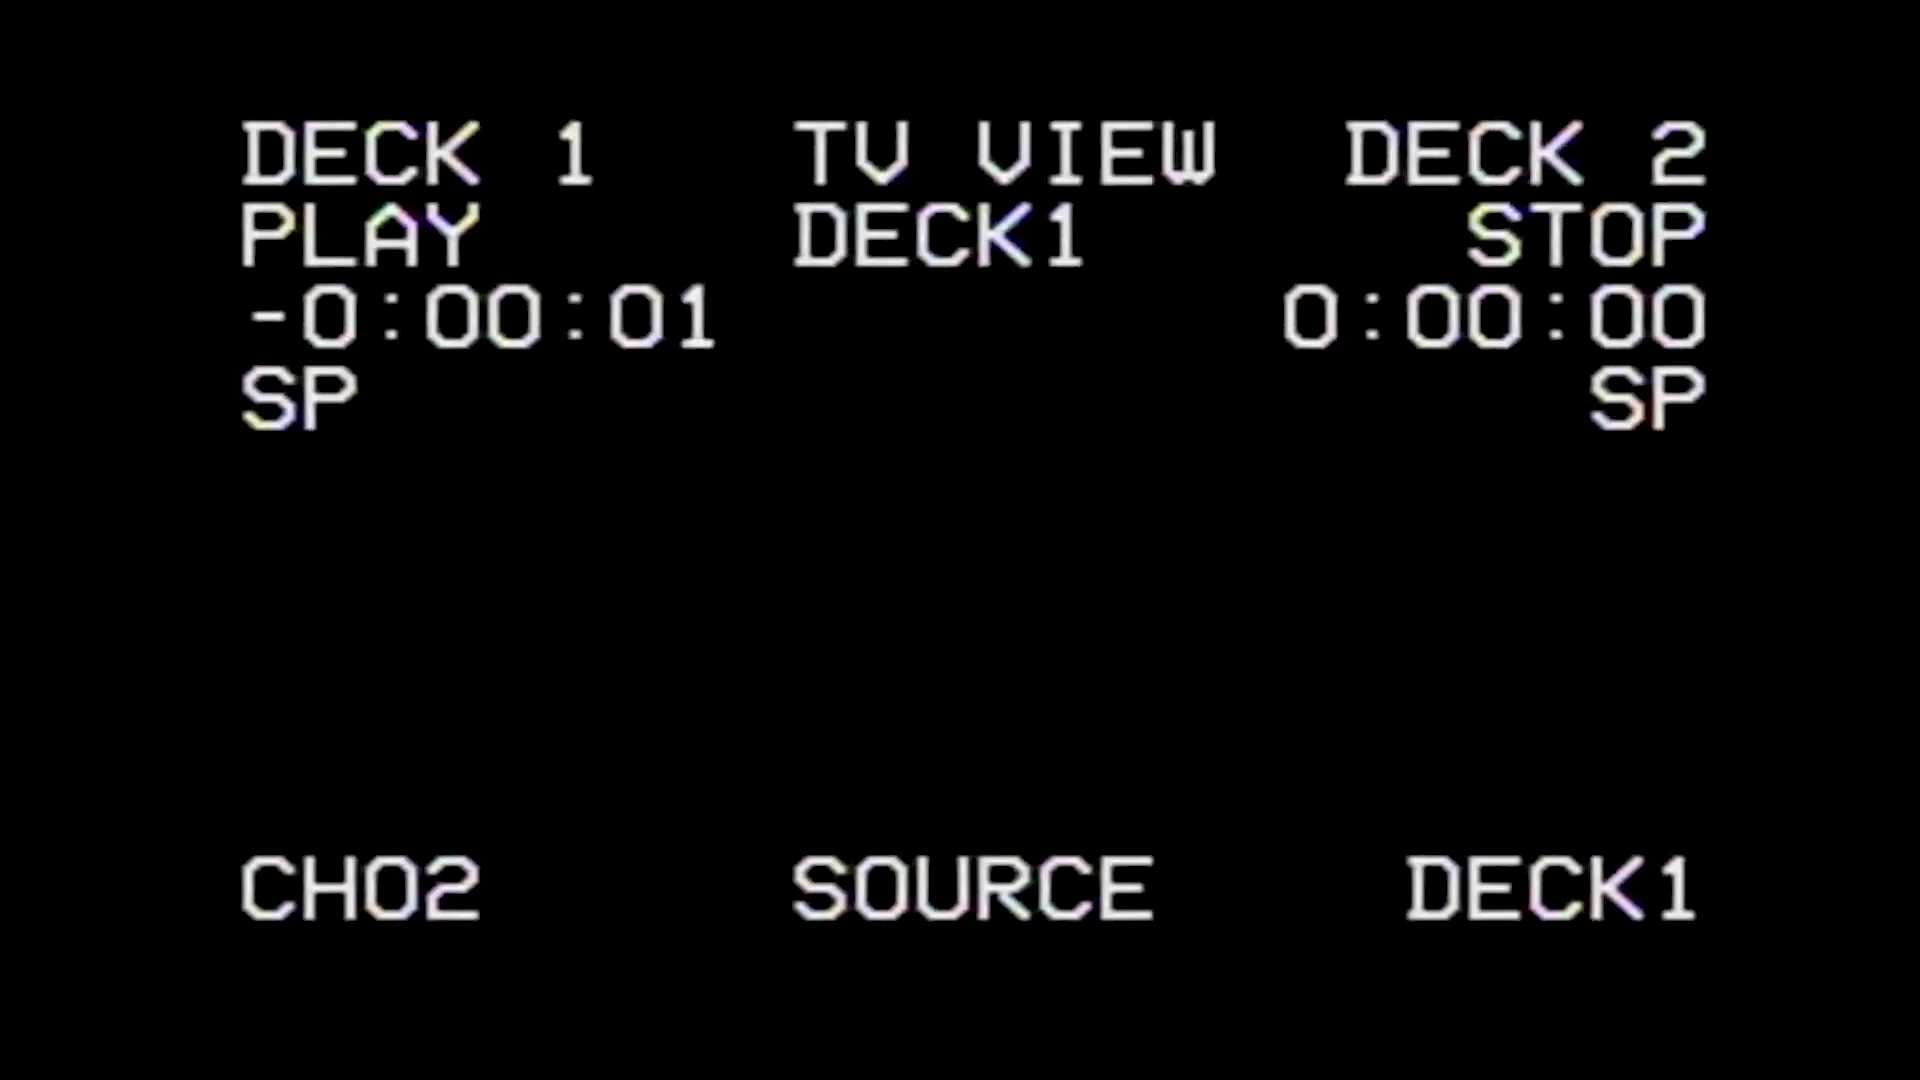 DECK 1 TV VIEW DECK 2
PLAY DECK1 STOP
-0:00:01 0:00:00
SP SP
CH02 SOURCE DECK1